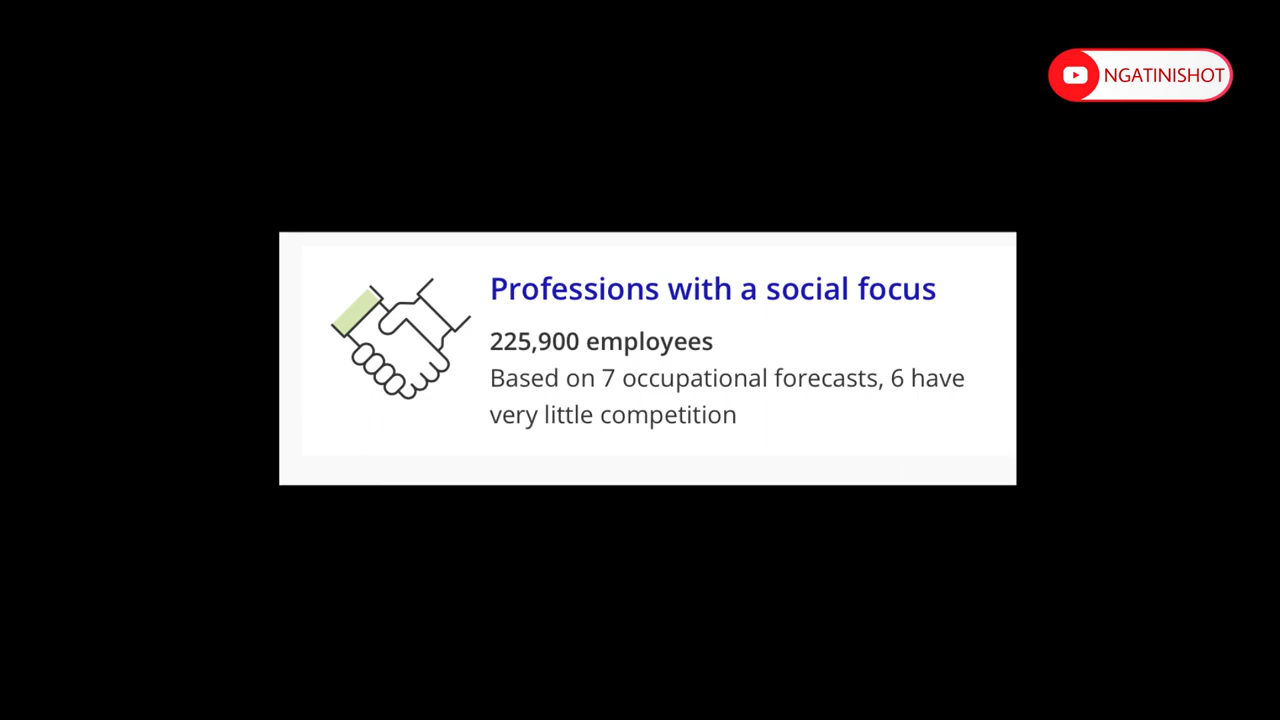 NGATINISHOT
Professions with a social focus
225,900 employees
Based on 7 occupational forecasts, 6 have
very little competition